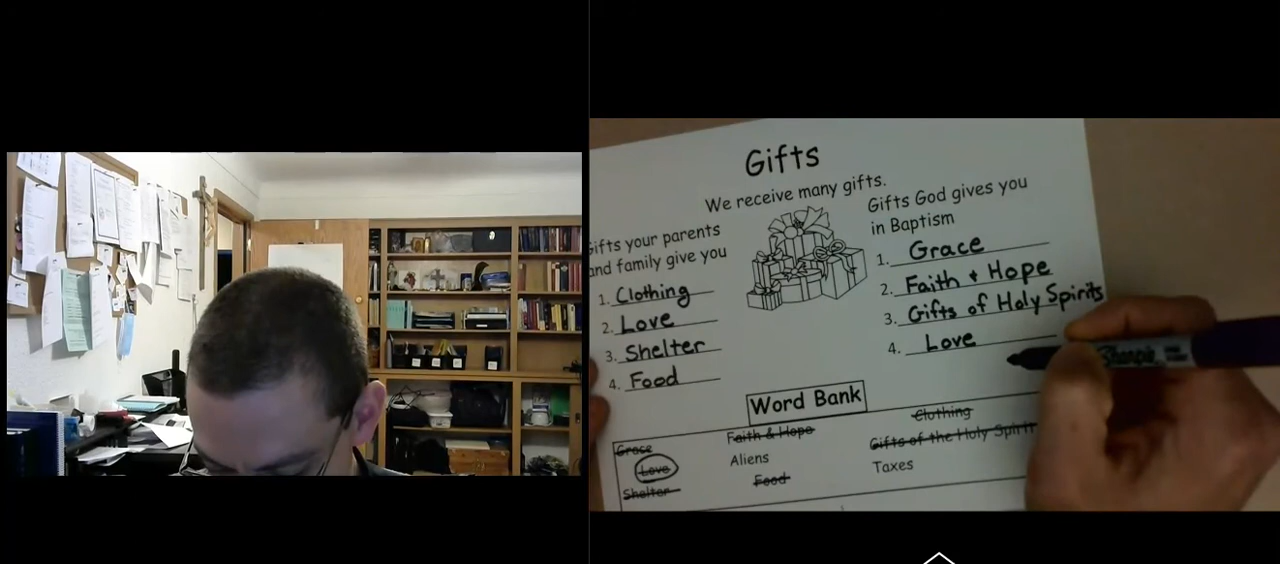 Gifts
We receive many gifts.
Gifts your parents
and family give you
1. Clothing
2. Love
3. Shelter
4. Food
Gifts God gives you
in Baptism
1. Grace
2. Faith & Hope
3. Gifts of Holy Spirits
4. Love
Sharpie
Word Bank
Grace Faith & Hope Clothing
Love Aliens Gifts of the Holy Spirit
Shelter Food Taxes